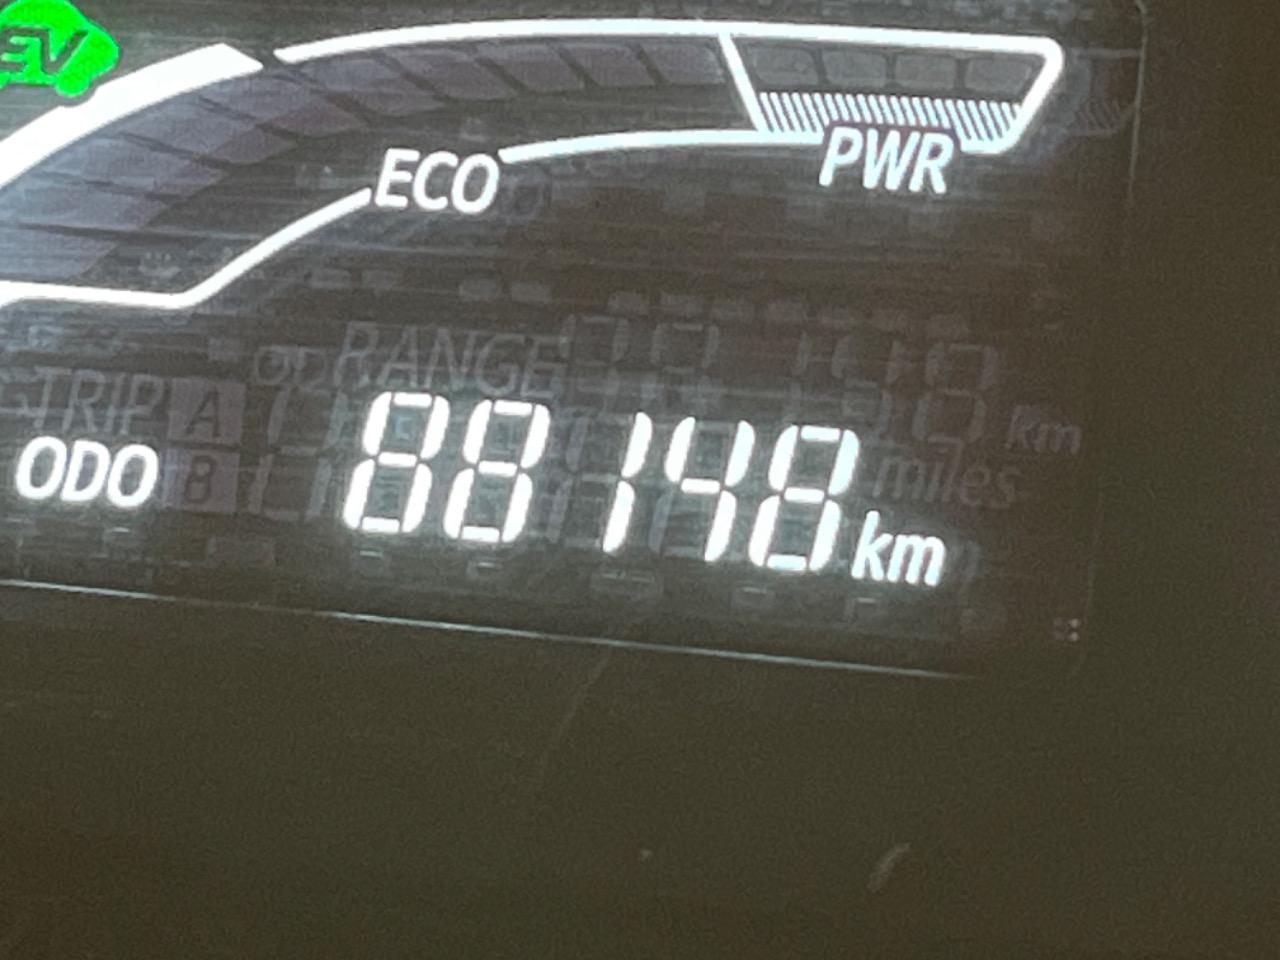 EV
PWR
ECO
RANGE
TRIP A km
miles
ODO B 88148 km